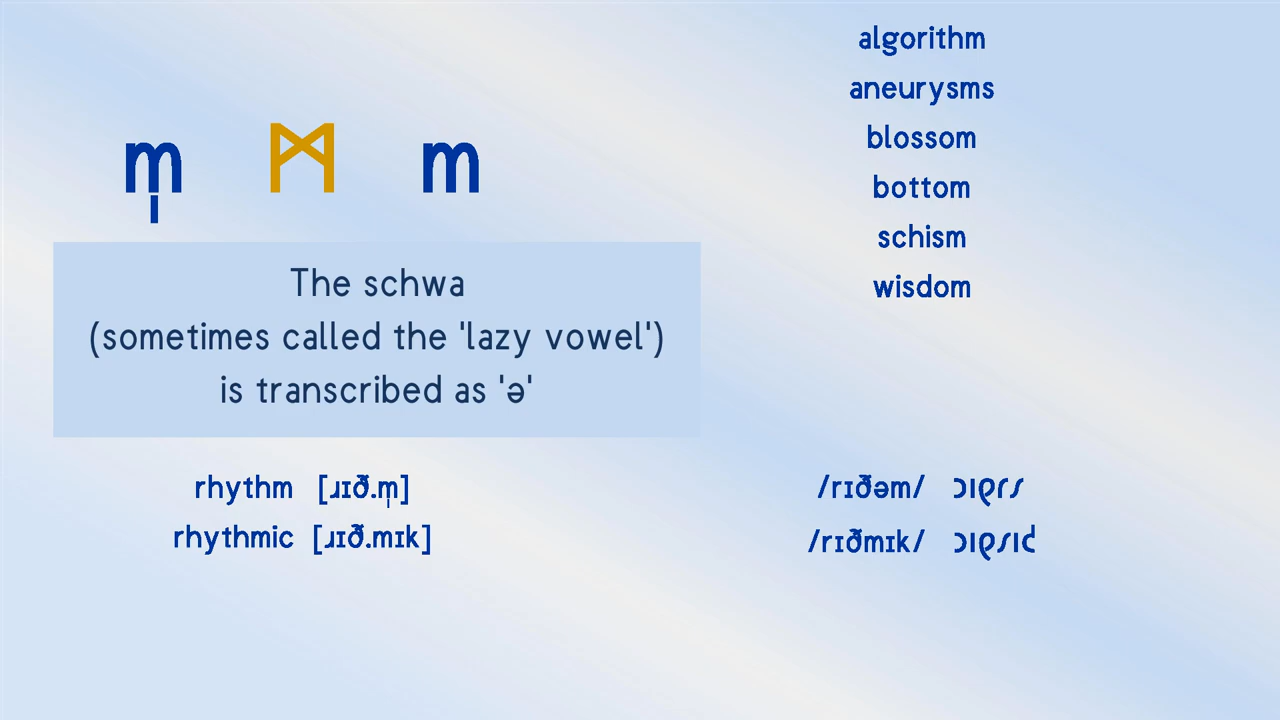 m̩ ᛗ m
The schwa
(sometimes called the 'lazy vowel')
is transcribed as 'ə'
algorithm
aneurysms
blossom
bottom
schism
wisdom
rhythm [ɹɪð.m̩]
rhythmic [ɹɪð.mɪk]
/rɪðəm/
/rɪðmɪk/